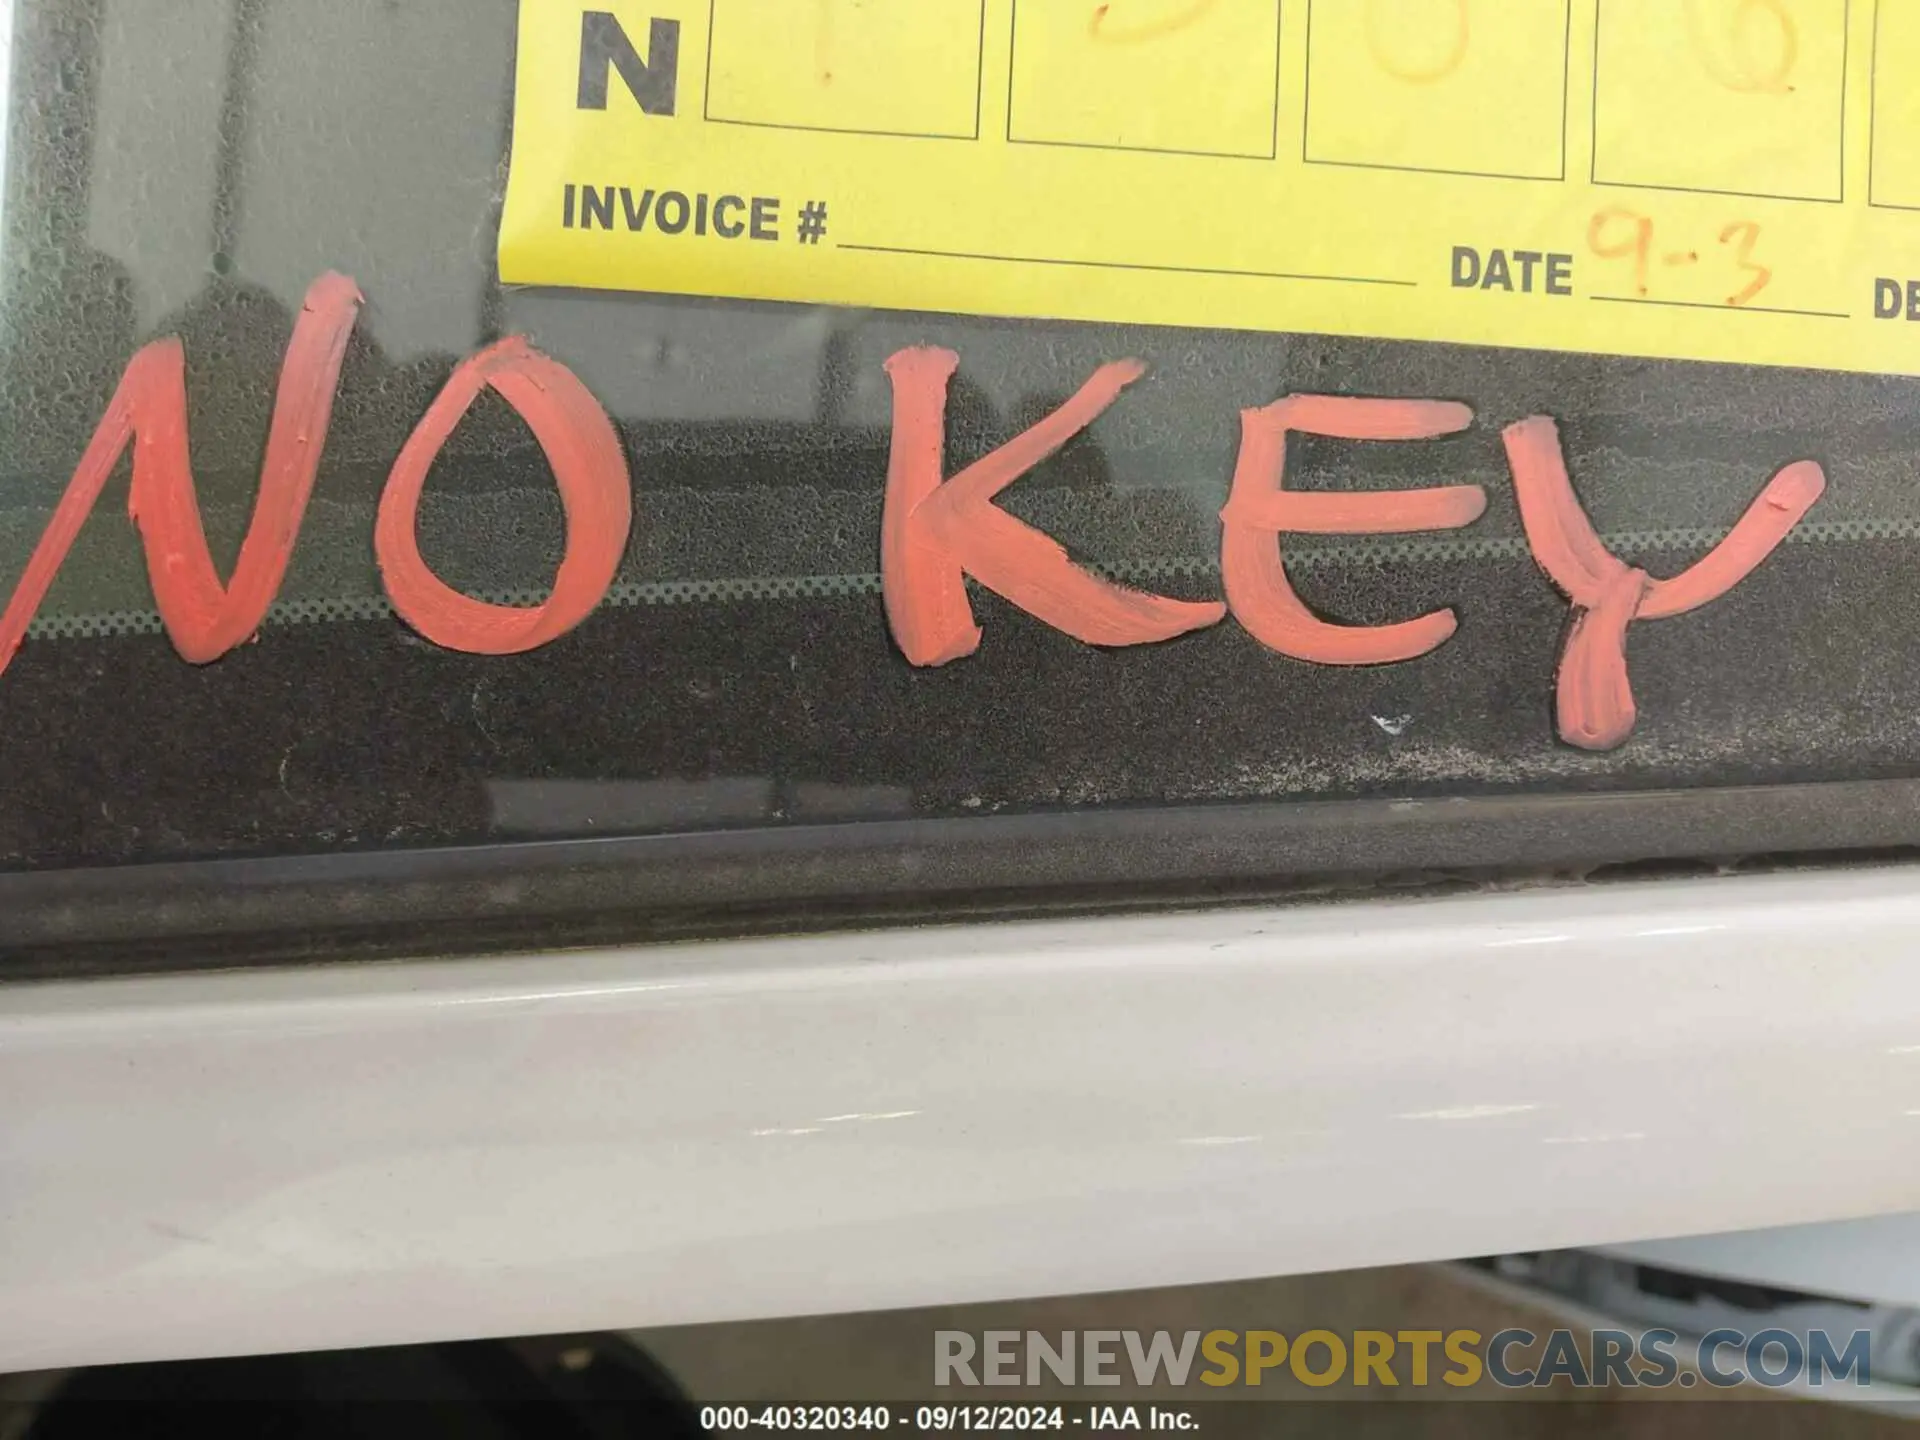 N
INVOICE # DATE 9-3
NO KEY
RENEWSPORTSCARS.COM
000-40320340 - 09/12/2024 - IAA Inc.